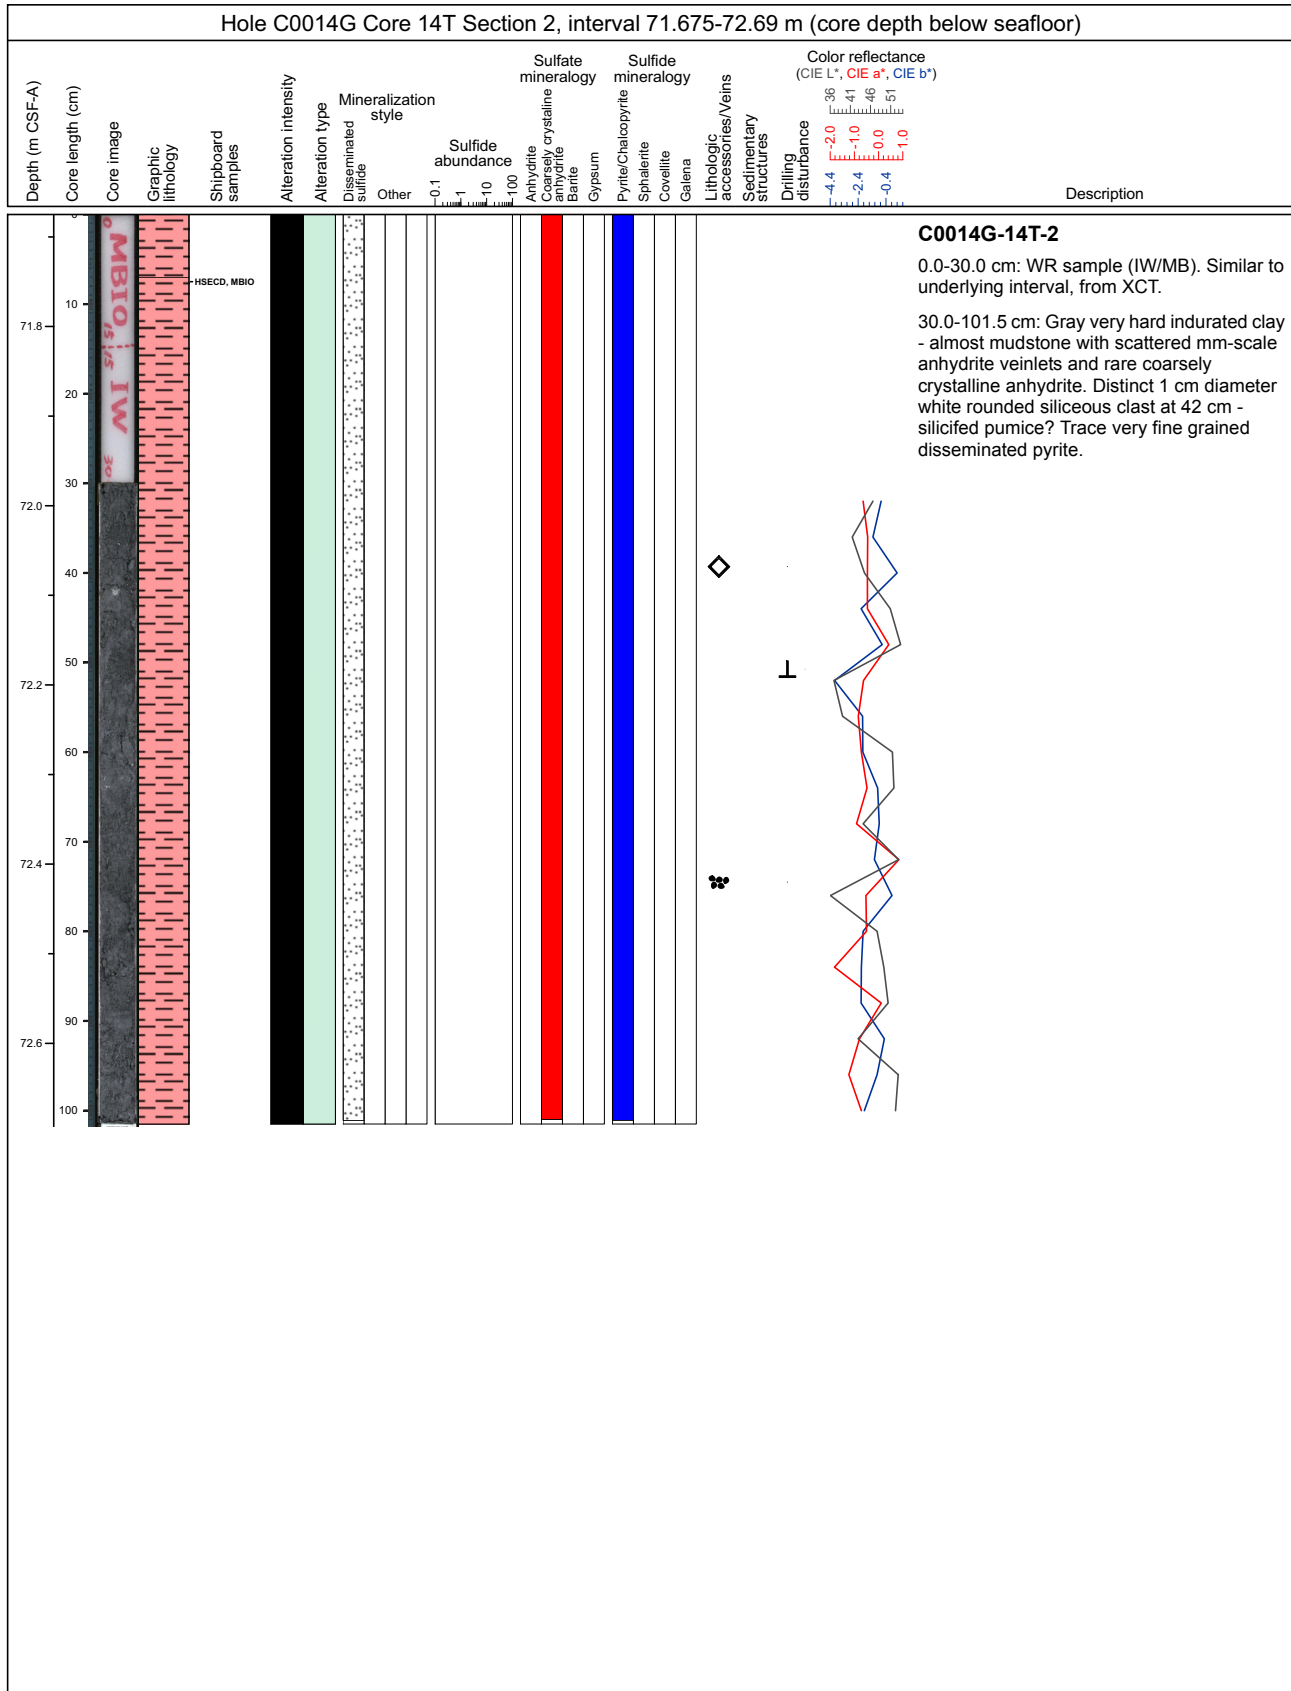 Hole C0014G Core 14T Section 2, interval 71.675-72.69 m (core depth below seafloor)
Depth (m CSF-A)
Core length (cm)
Core image
Graphic
lithology
Shipboard
samples
Alteration intensity
Alteration type
Mineralization
style
Disseminated
sulfide
Other
Sulfide
abundance
0.1
1
10
100
Sulfate
mineralogy
Anhydrite
Coarsely crystaline
anhydrite
Barite
Gypsum
Sulfide
mineralogy
Pyrite/Chalcopyrite
Sphalerite
Covellite
Galena
Lithologic
accessories/Veins
Sedimentary
structures
Drilling
disturbance
Color reflectance
(CIE L*, CIE a*, CIE b*)
36
41
46
51
-2.0
-1.0
0.0
1.0
-4.4
-2.4
-0.4
Description
0
10
20
30
40
50
60
70
80
90
100
71.8
72.0
72.2
72.4
72.6
0 MBIO 15 15 IW 30
HSECD, MBIO
C0014G-14T-2
0.0-30.0 cm: WR sample (IW/MB). Similar to
underlying interval, from XCT.
30.0-101.5 cm: Gray very hard indurated clay
- almost mudstone with scattered mm-scale
anhydrite veinlets and rare coarsely
crystalline anhydrite. Distinct 1 cm diameter
white rounded siliceous clast at 42 cm -
silicifed pumice? Trace very fine grained
disseminated pyrite.